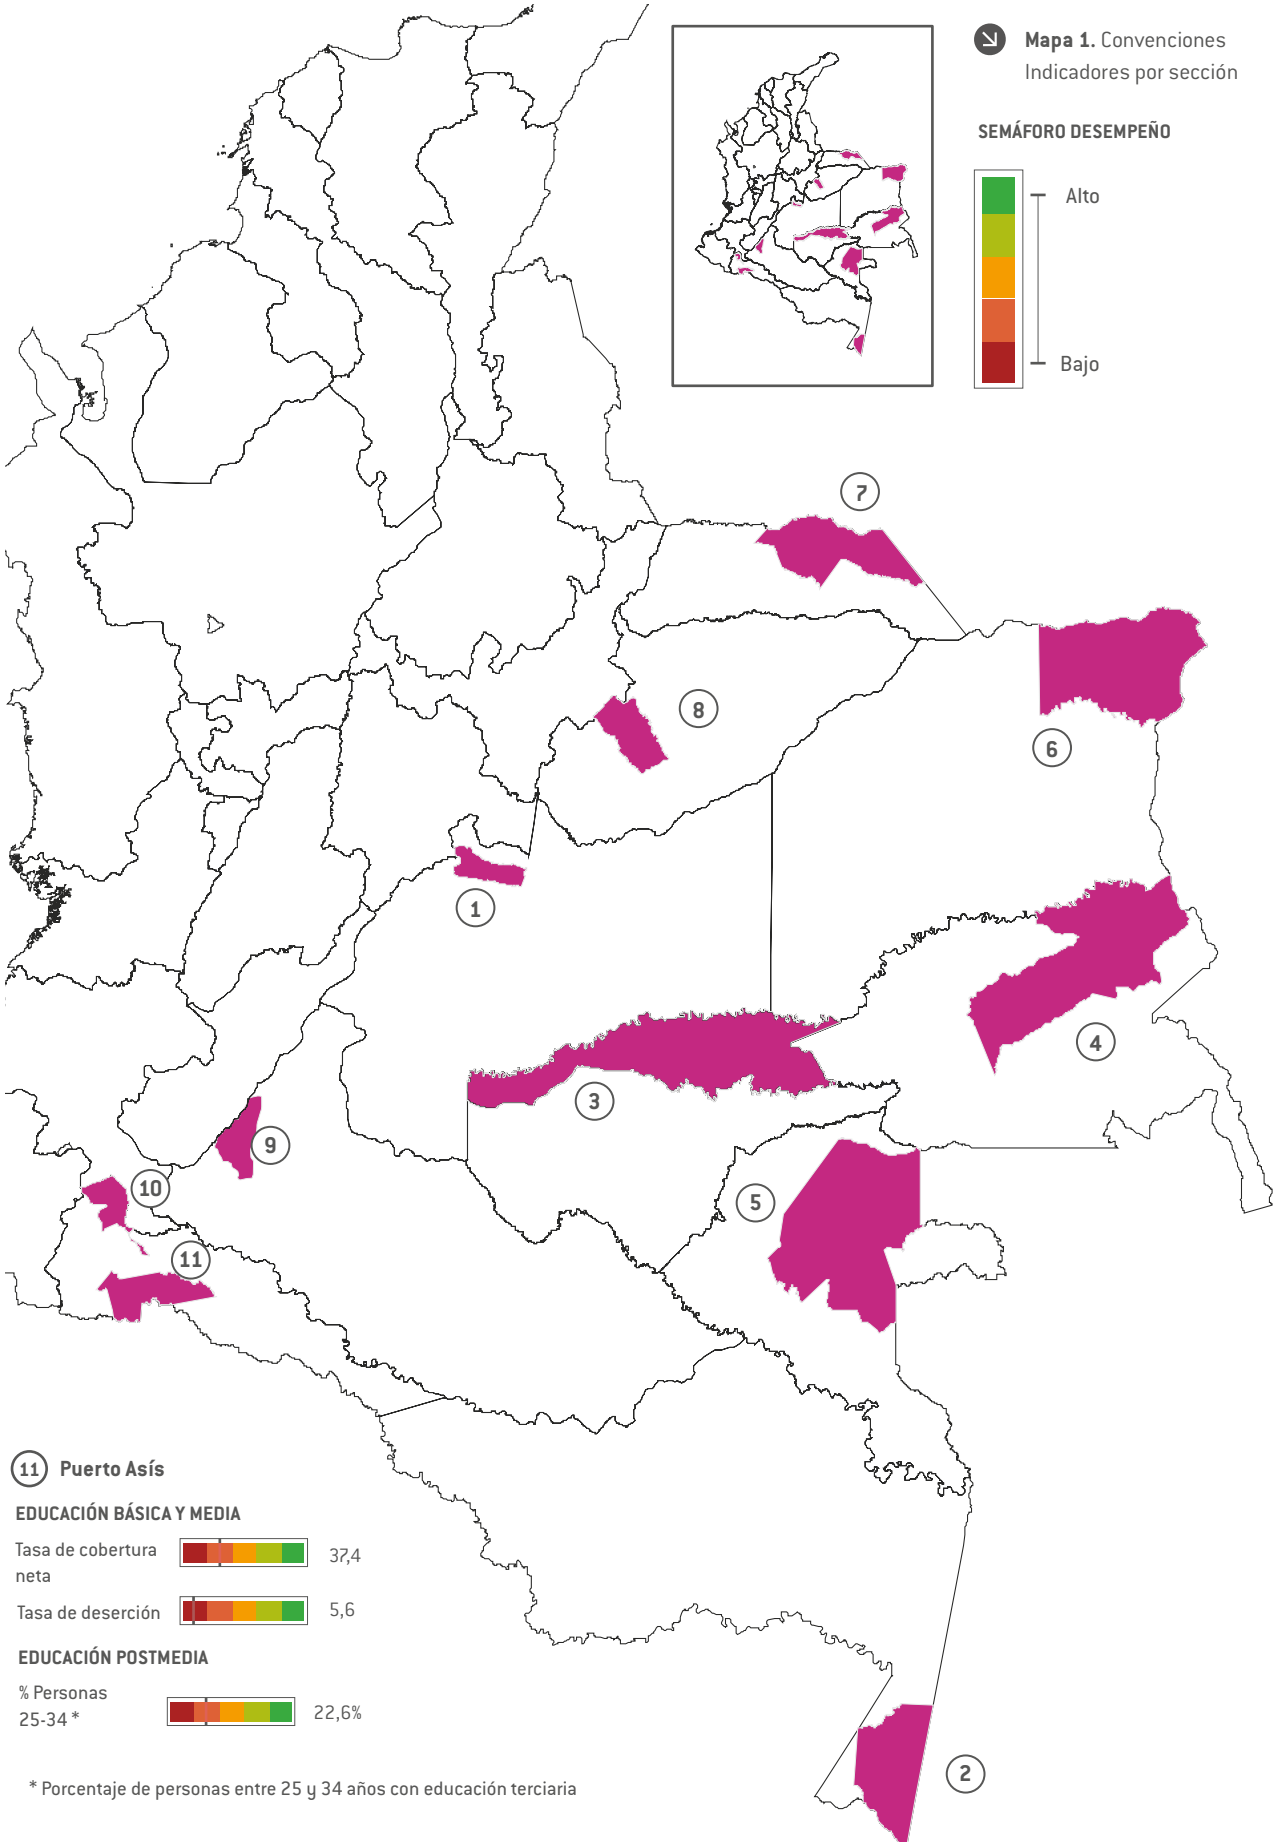 Mapa 1. Convenciones
Indicadores por sección
SEMÁFORO DESEMPEÑO
Alto
Bajo
7
8
6
1
4
3
9
10
5
11
2
11 Puerto Asís
EDUCACIÓN BÁSICA Y MEDIA
Tasa de cobertura
neta
37,4
Tasa de deserción
5,6
EDUCACIÓN POSTMEDIA
% Personas
25-34 *
22,6%
* Porcentaje de personas entre 25 y 34 años con educación terciaria